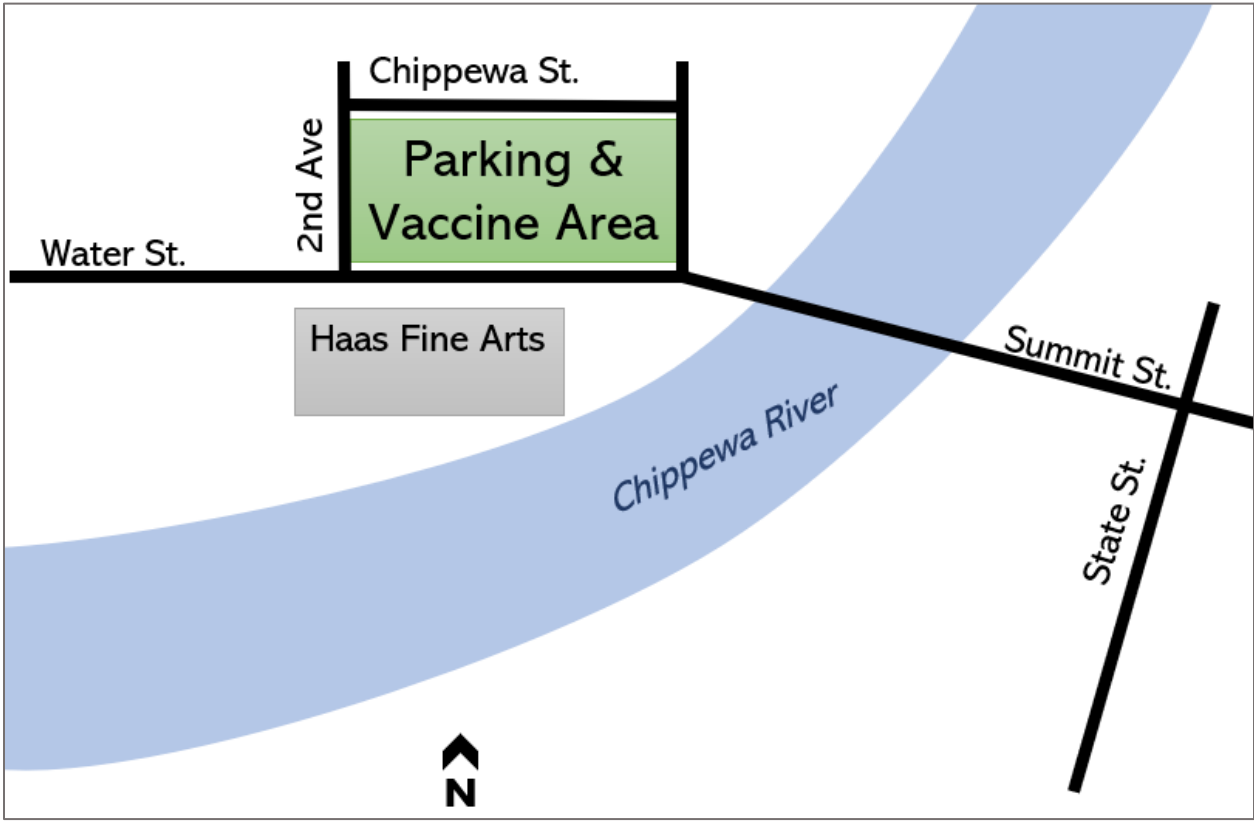 Chippewa St.
2nd Ave
Parking &
Vaccine Area
Water St.
Haas Fine Arts
Summit St.
Chippewa River
State St.
N